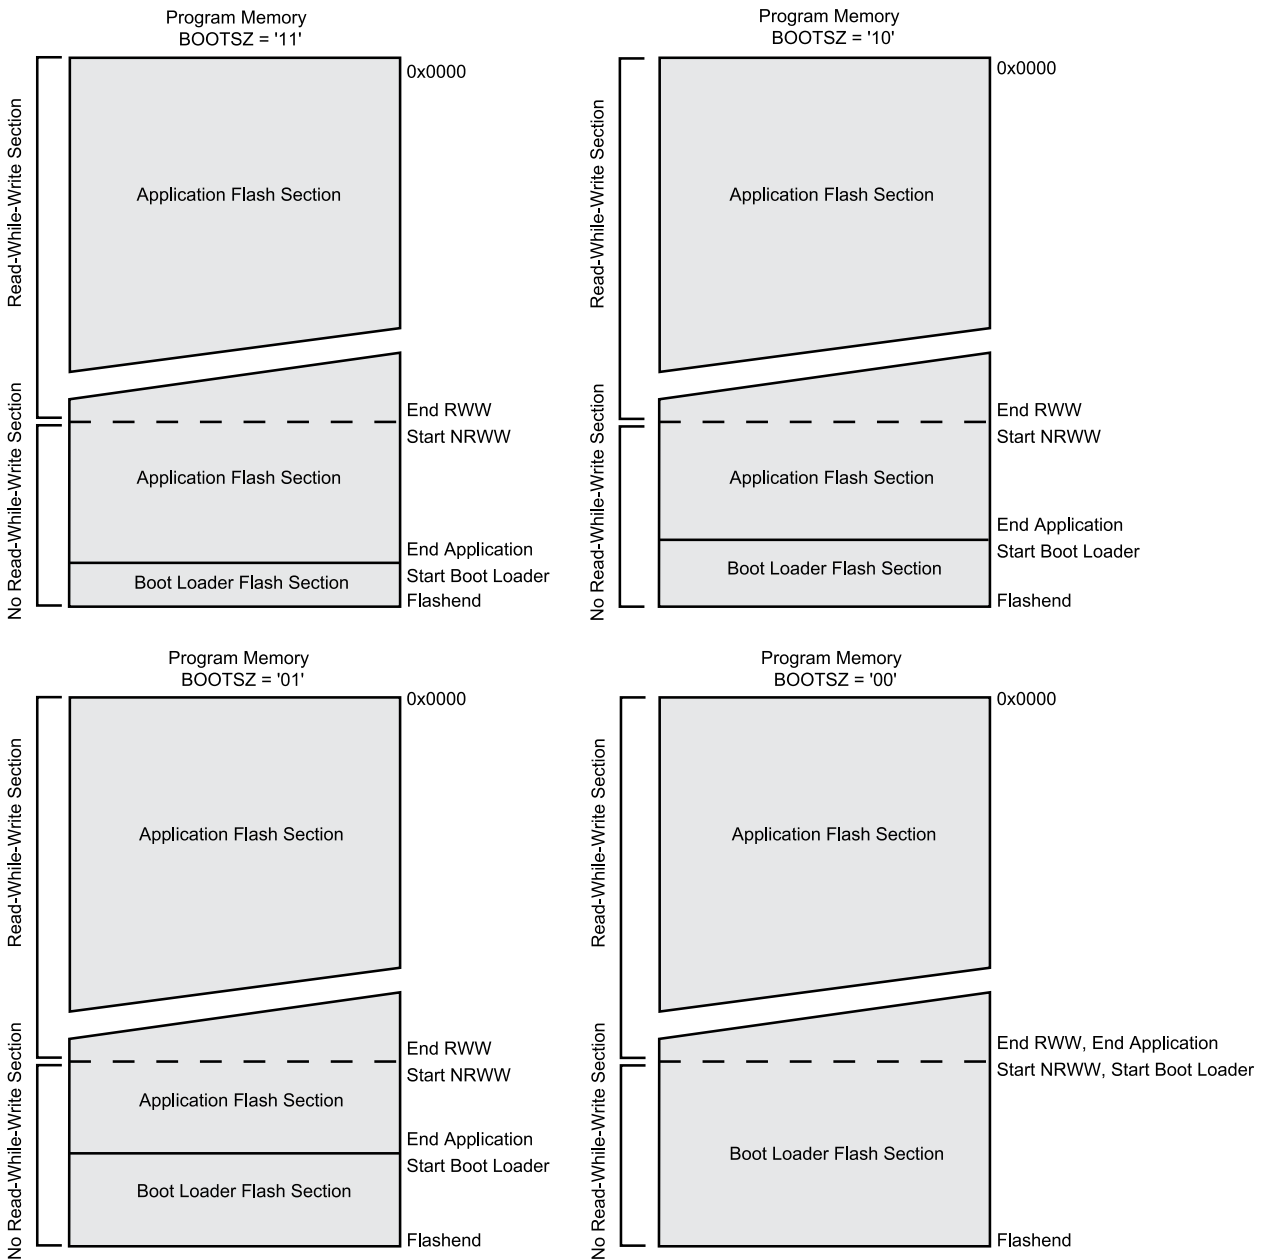 Program Memory
BOOTSZ = '11'
0x0000
Read-While-Write Section
Application Flash Section
End RWW
Start NRWW
No Read-While-Write Section
Application Flash Section
End Application
Start Boot Loader
Boot Loader Flash Section
Flashend
Program Memory
BOOTSZ = '10'
0x0000
Read-While-Write Section
Application Flash Section
End RWW
Start NRWW
No Read-While-Write Section
Application Flash Section
End Application
Start Boot Loader
Boot Loader Flash Section
Flashend
Program Memory
BOOTSZ = '01'
0x0000
Read-While-Write Section
Application Flash Section
End RWW
Start NRWW
No Read-While-Write Section
Application Flash Section
End Application
Start Boot Loader
Boot Loader Flash Section
Flashend
Program Memory
BOOTSZ = '00'
0x0000
Read-While-Write Section
Application Flash Section
End RWW, End Application
Start NRWW, Start Boot Loader
No Read-While-Write Section
Boot Loader Flash Section
Flashend